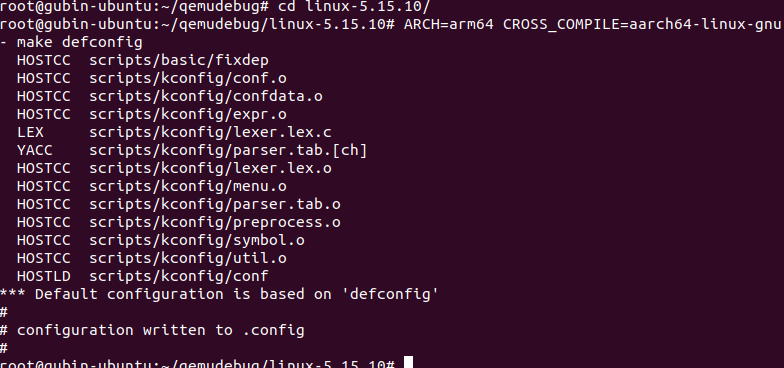 root@gubin-ubuntu:~/qemudebug# cd linux-5.15.10/
root@gubin-ubuntu:~/qemudebug/linux-5.15.10# ARCH=arm64 CROSS_COMPILE=aarch64-linux-gnu
- make defconfig
  HOSTCC  scripts/basic/fixdep
  HOSTCC  scripts/kconfig/conf.o
  HOSTCC  scripts/kconfig/confdata.o
  HOSTCC  scripts/kconfig/expr.o
  LEX     scripts/kconfig/lexer.lex.c
  YACC    scripts/kconfig/parser.tab.[ch]
  HOSTCC  scripts/kconfig/lexer.lex.o
  HOSTCC  scripts/kconfig/menu.o
  HOSTCC  scripts/kconfig/parser.tab.o
  HOSTCC  scripts/kconfig/preprocess.o
  HOSTCC  scripts/kconfig/symbol.o
  HOSTCC  scripts/kconfig/util.o
  HOSTLD  scripts/kconfig/conf
*** Default configuration is based on 'defconfig'
#
# configuration written to .config
#
root@gubin-ubuntu:~/qemudebug/linux-5.15.10#